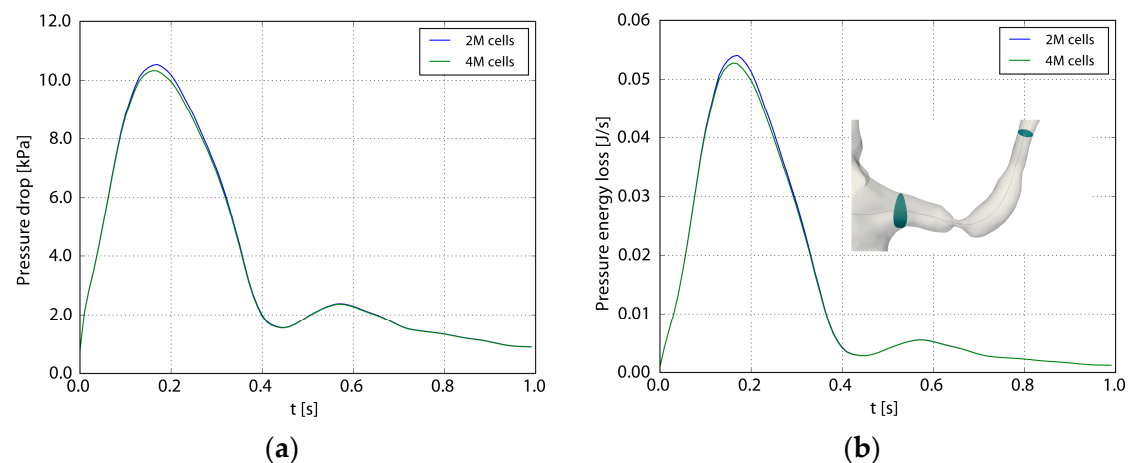 12.0
10.0
8.0
6.0
4.0
2.0
0.0
Pressure drop [kPa]
2M cells
4M cells
0.0 0.2 0.4 0.6 0.8 1.0
t [s]
(a)
0.06
0.05
0.04
0.03
0.02
0.01
0.00
Pressure energy loss [J/s]
2M cells
4M cells
0.0 0.2 0.4 0.6 0.8 1.0
t [s]
(b)